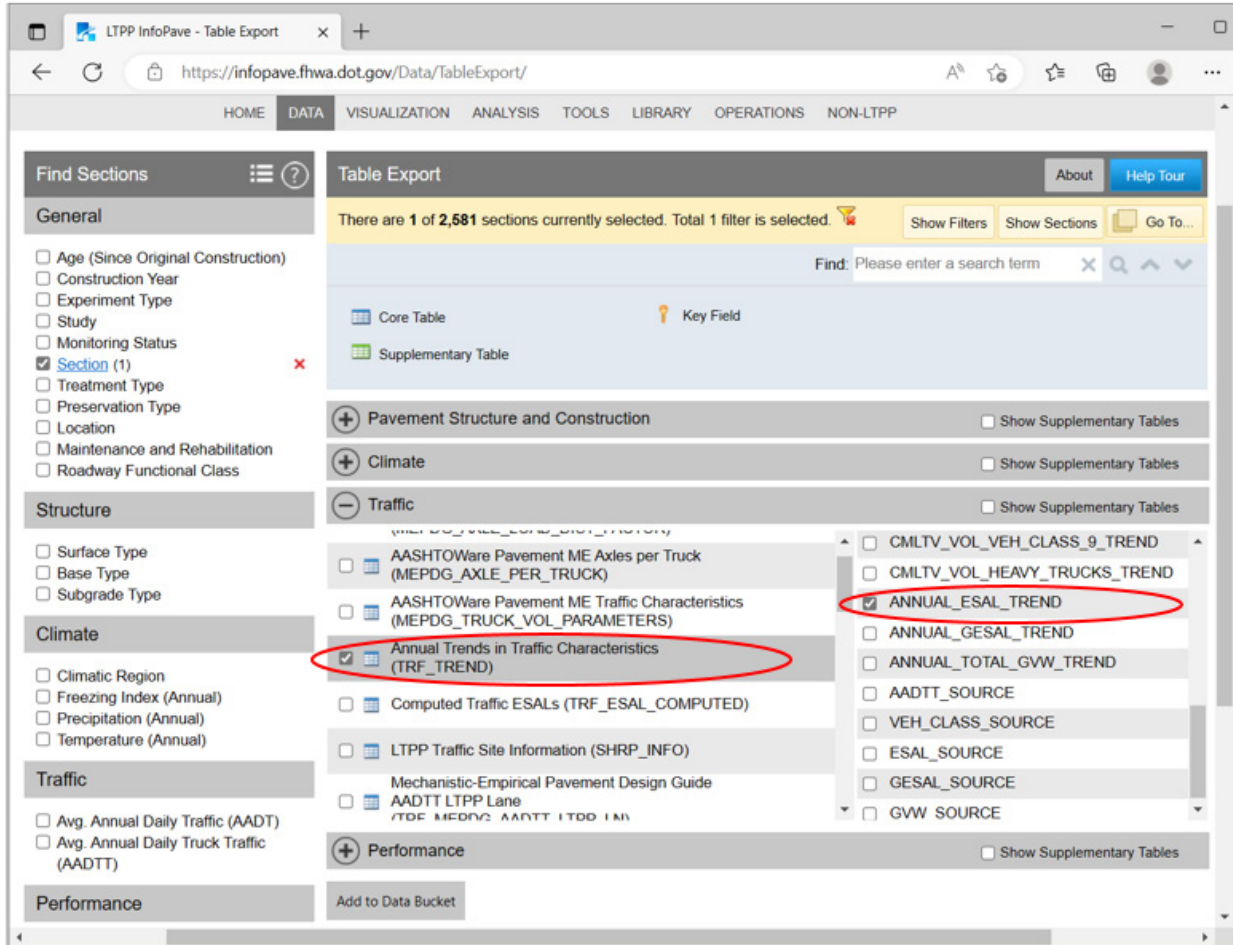 LTPP InfoPave - Table Export
https://infopave.fhwa.dot.gov/Data/TableExport/
HOME DATA VISUALIZATION ANALYSIS TOOLS LIBRARY OPERATIONS NON-LTPP
Find Sections
General
Age (Since Original Construction)
Construction Year
Experiment Type
Study
Monitoring Status
Section (1)
Treatment Type
Preservation Type
Location
Maintenance and Rehabilitation
Roadway Functional Class
Structure
Surface Type
Base Type
Subgrade Type
Climate
Climatic Region
Freezing Index (Annual)
Precipitation (Annual)
Temperature (Annual)
Traffic
Avg. Annual Daily Traffic (AADT)
Avg. Annual Daily Truck Traffic
(AADTT)
Performance
Table Export
About Help Tour
There are 1 of 2,581 sections currently selected. Total 1 filter is selected.
Show Filters Show Sections Go To...
Find: Please enter a search term
Core Table Key Field
Supplementary Table
Pavement Structure and Construction Show Supplementary Tables
Climate Show Supplementary Tables
Traffic Show Supplementary Tables
(MEPDG_AXLE_LOAD_DIST_FACTOR)
AASHTOWare Pavement ME Axles per Truck
(MEPDG_AXLE_PER_TRUCK)
AASHTOWare Pavement ME Traffic Characteristics
(MEPDG_TRUCK_VOL_PARAMETERS)
Annual Trends in Traffic Characteristics
(TRF_TREND)
Computed Traffic ESALs (TRF_ESAL_COMPUTED)
LTPP Traffic Site Information (SHRP_INFO)
Mechanistic-Empirical Pavement Design Guide
AADTT LTPP Lane
(TRF_MEPDG_AADTT_LTPP_LN)
CMLTV_VOL_VEH_CLASS_9_TREND
CMLTV_VOL_HEAVY_TRUCKS_TREND
ANNUAL_ESAL_TREND
ANNUAL_GESAL_TREND
ANNUAL_TOTAL_GVW_TREND
AADTT_SOURCE
VEH_CLASS_SOURCE
ESAL_SOURCE
GESAL_SOURCE
GVW_SOURCE
Performance Show Supplementary Tables
Add to Data Bucket